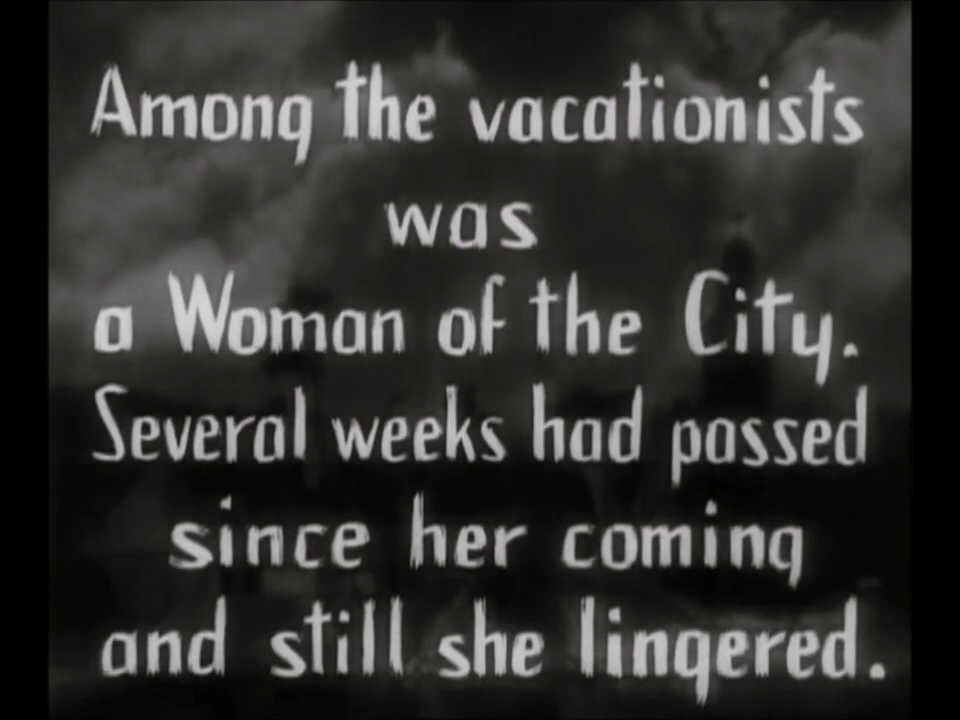 Among the vacationists
was
a Woman of the City.
Several weeks had passed
since her coming
and still she lingered.